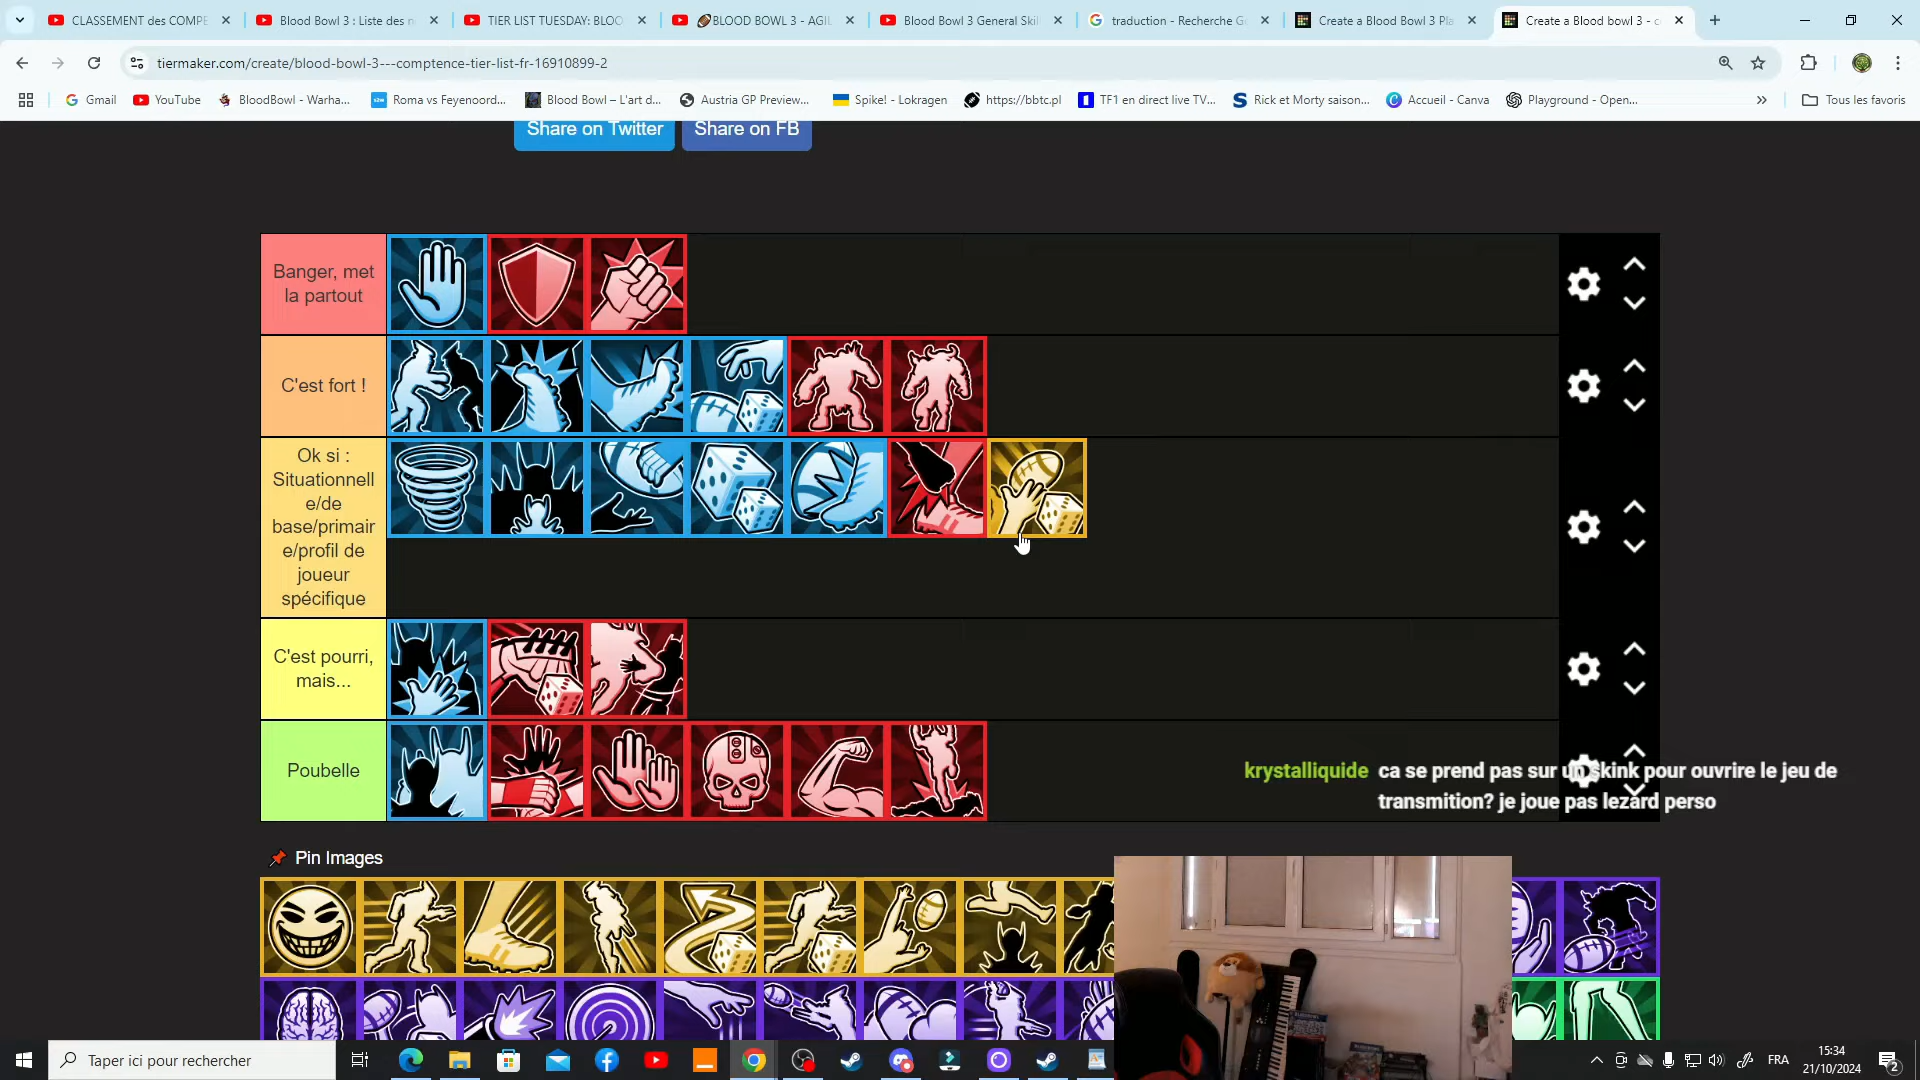 CLASSEMENT des COMPE
Blood Bowl 3 : Liste des n
TIER LIST TUESDAY: BLOO
🏈BLOOD BOWL 3 - AGIL
Blood Bowl 3 General Skil
traduction - Recherche G
Create a Blood Bowl 3 Pla
Create a Blood bowl 3 - c
tiermaker.com/create/blood-bowl-3---comptence-tier-list-fr-16910899-2
Gmail
YouTube
BloodBowl - Warha...
Roma vs Feyenoord...
Blood Bowl – L'art d...
Austria GP Preview...
Spike! - Lokragen
https://bbtc.pl
TF1 en direct live TV...
Rick et Morty saison...
Accueil - Canva
Playground - Open...
Tous les favoris
Share on Twitter
Share on FB
Banger, met
la partout
C'est fort !
Ok si :
Situationnell
e/de
base/primair
e/profil de
joueur
spécifique
C'est pourri,
mais...
Poubelle
krystalliquide ca se prend pas sur un skink pour ouvrire le jeu de
transmition? je joue pas lezard perso
Pin Images
Taper ici pour rechercher
FRA
15:34
21/10/2024
2